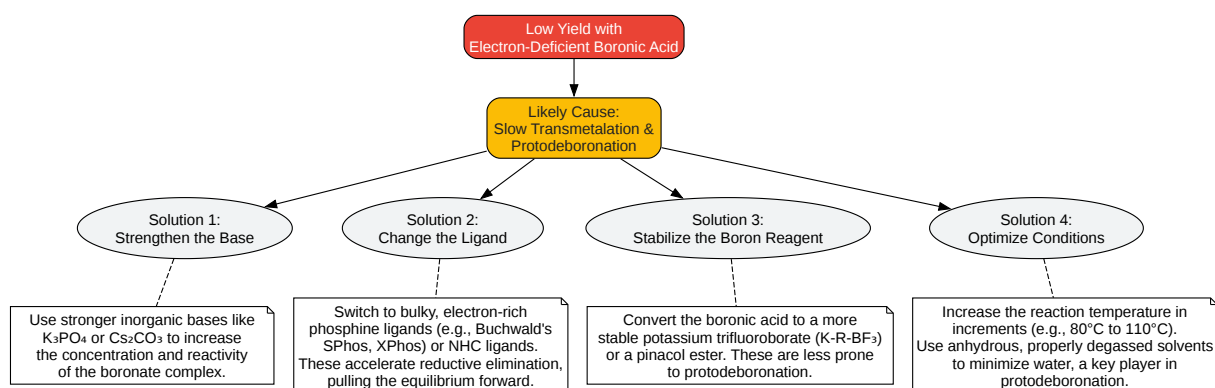 Low Yield with
Electron-Deficient Boronic Acid
Likely Cause:
Slow Transmetalation &
Protodeboronation
Solution 1:
Strengthen the Base
Solution 2:
Change the Ligand
Solution 3:
Stabilize the Boron Reagent
Solution 4:
Optimize Conditions
Use stronger inorganic bases like
K₃PO₄ or Cs₂CO₃ to increase
the concentration and reactivity
of the boronate complex.
Switch to bulky, electron-rich
phosphine ligands (e.g., Buchwald's
SPhos, XPhos) or NHC ligands.
These accelerate reductive elimination,
pulling the equilibrium forward.
Convert the boronic acid to a more
stable potassium trifluoroborate (K-R-BF₃)
or a pinacol ester. These are less prone
to protodeboronation.
Increase the reaction temperature in
increments (e.g., 80°C to 110°C).
Use anhydrous, properly degassed solvents
to minimize water, a key player in
protodeboronation.